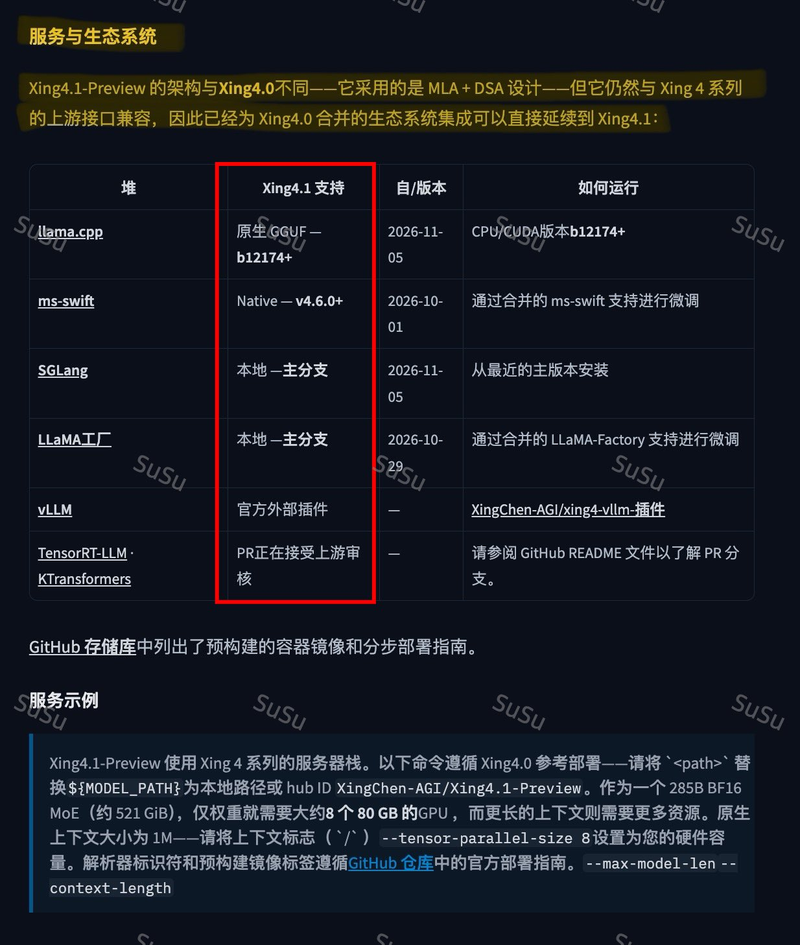 服务与生态系统
Xing4.1-Preview 的架构与Xing4.0不同——它采用的是 MLA + DSA 设计——但它仍然与 Xing 4 系列
的上游接口兼容，因此已经为 Xing4.0 合并的生态系统集成可以直接延续到 Xing4.1：
堆 Xing4.1 支持 自/版本 如何运行
llama.cpp 原生 GGUF — 2026-11- CPU/CUDA版本b12174+
b12174+ 05
ms-swift Native — v4.6.0+ 2026-10- 通过合并的 ms-swift 支持进行微调
01
SGLang 本地 —主分支 2026-11- 从最近的主版本安装
05
LLaMA工厂 本地 —主分支 2026-10- 通过合并的 LLaMA-Factory 支持进行微调
29
vLLM 官方外部插件 — XingChen-AGI/xing4-vllm-插件
TensorRT-LLM · PR正在接受上游审 — 请参阅 GitHub README 文件以了解 PR 分
KTransformers 核 支。
GitHub 存储库中列出了预构建的容器镜像和分步部署指南。
服务示例
Xing4.1-Preview 使用 Xing 4 系列的服务器栈。以下命令遵循 Xing4.0 参考部署——请将 `<path>` 替
换${MODEL_PATH}为本地路径或 hub ID XingChen-AGI/Xing4.1-Preview。作为一个 285B BF16
MoE（约 521 GiB），仅权重就需要大约8 个 80 GB 的GPU ，而更长的上下文则需要更多资源。原生
上下文大小为 1M——请将上下文标志（ `/` ）--tensor-parallel-size 8设置为您的硬件容
量。解析器标识符和预构建镜像标签遵循GitHub 仓库中的官方部署指南。--max-model-len --
context-length
SuSu
SuSu
SuSu
SuSu
SuSu
SuSu
SuSu
SuSu
SuSu
SuSu
SuSu
SuSu
SuSu